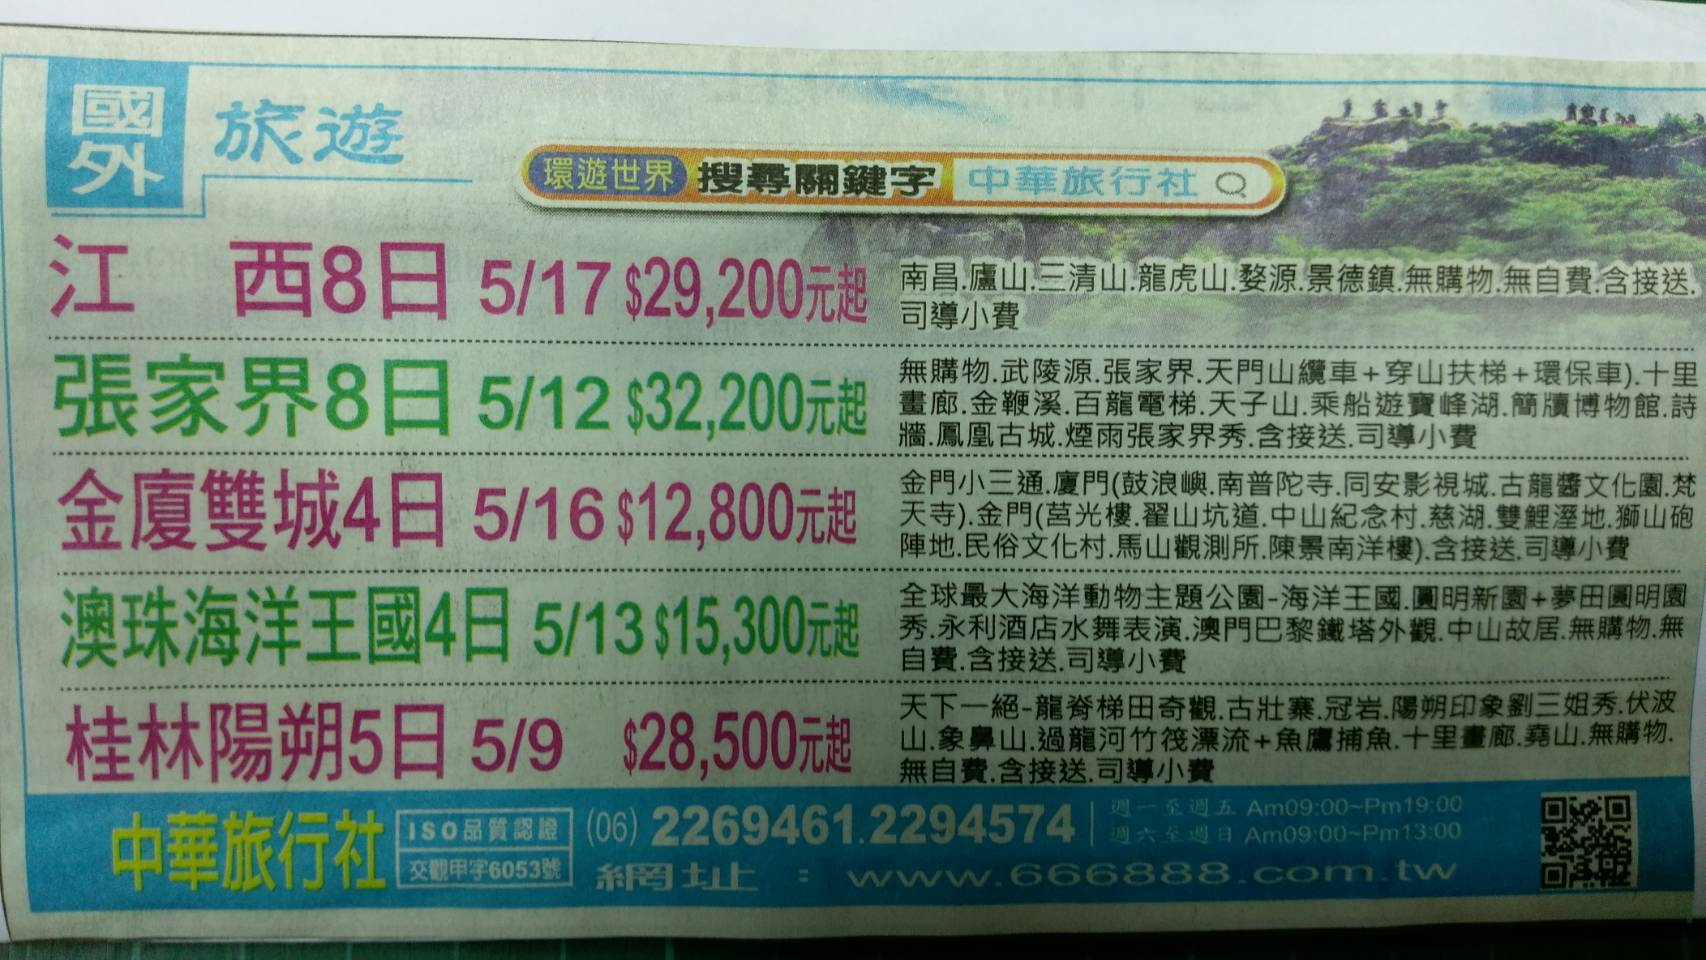 國外
旅遊
環遊世界 搜尋關鍵字 中華旅行社
江 西8日 5/17 $29,200元起
南昌.廬山.三清山.龍虎山.婺源.景德鎮.無購物.無自費.含接送.
司導小費
張家界8日 5/12 $32,200元起
無購物.武陵源.張家界.天門山纜車+穿山扶梯+環保車).十里
畫廊.金鞭溪.百龍電梯.天子山.乘船遊寶峰湖.簡牘博物館.詩
牆.鳳凰古城.煙雨張家界秀.含接送.司導小費
金廈雙城4日 5/16 $12,800元起
金門小三通.廈門(鼓浪嶼.南普陀寺.同安影視城.古龍醬文化園.梵
天寺).金門(莒光樓.翟山坑道.中山紀念村.慈湖.雙鯉溼地.獅山砲
陣地.民俗文化村.馬山觀測所.陳景南洋樓).含接送.司導小費
澳珠海洋王國4日 5/13 $15,300元起
全球最大海洋動物主題公園-海洋王國.圓明新園+夢田圓明園
秀.永利酒店水舞表演.澳門巴黎鐵塔外觀.中山故居.無購物.無
自費.含接送.司導小費
桂林陽朔5日 5/9 $28,500元起
天下一絕-龍脊梯田奇觀.古壯寨.冠岩.陽朔印象劉三姐秀.伏波
山.象鼻山.過龍河竹筏漂流+魚鷹捕魚.十里畫廊.堯山.無購物.
無自費.含接送.司導小費
中華旅行社
ISO品質認證
交觀甲字6053號
(06) 2269461.2294574
週一至週五 Am09:00~Pm19:00
週六至週日 Am09:00~Pm13:00
網址 : www.666888.com.tw